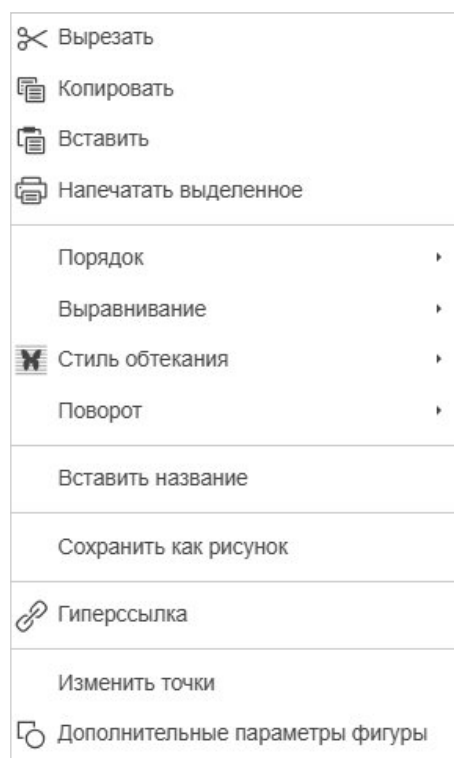 Вырезать
Копировать
Вставить
Напечатать выделенное
Порядок
Выравнивание
Стиль обтекания
Поворот
Вставить название
Сохранить как рисунок
Гиперссылка
Изменить точки
Дополнительные параметры фигуры